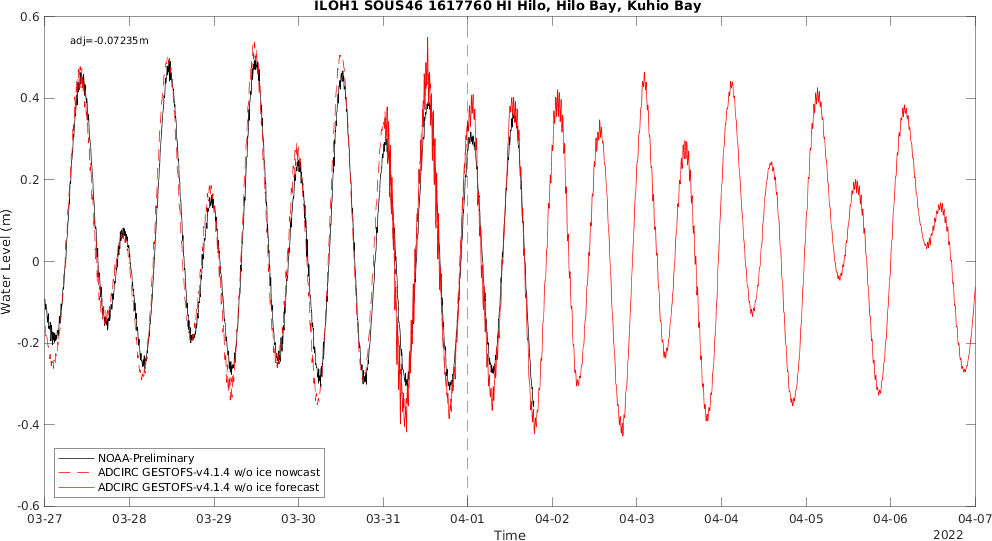 ILOH1 SOUS46 1617760 HI Hilo, Hilo Bay, Kuhio Bay
adj=-0.07235m
0.6
0.4
0.2
0
-0.2
-0.4
-0.6
Water Level (m)
NOAA-Preliminary
ADCIRC GESTOFS-v4.1.4 w/o ice nowcast
ADCIRC GESTOFS-v4.1.4 w/o ice forecast
03-27 03-28 03-29 03-30 03-31 04-01 04-02 04-03 04-04 04-05 04-06 04-07
Time
2022